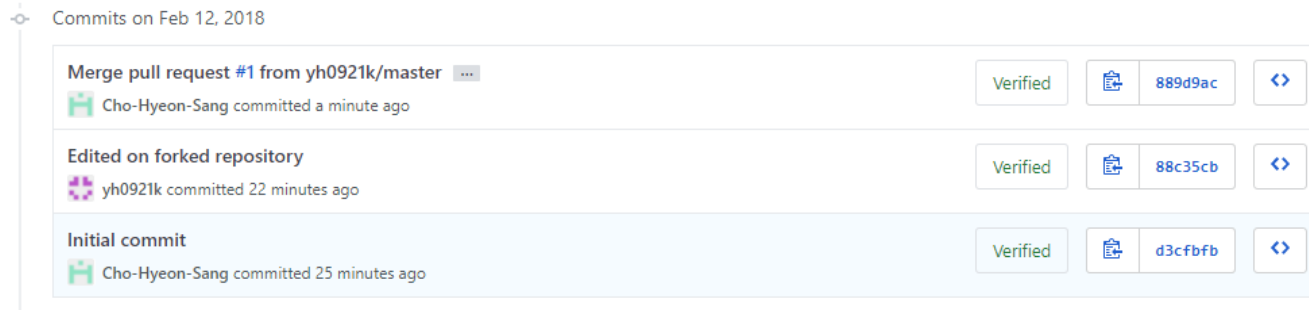 Commits on Feb 12, 2018
Merge pull request #1 from yh0921k/master ...
Verified
889d9ac
Cho-Hyeon-Sang committed a minute ago
Edited on forked repository
Verified
88c35cb
yh0921k committed 22 minutes ago
Initial commit
Verified
d3cfbfb
Cho-Hyeon-Sang committed 25 minutes ago